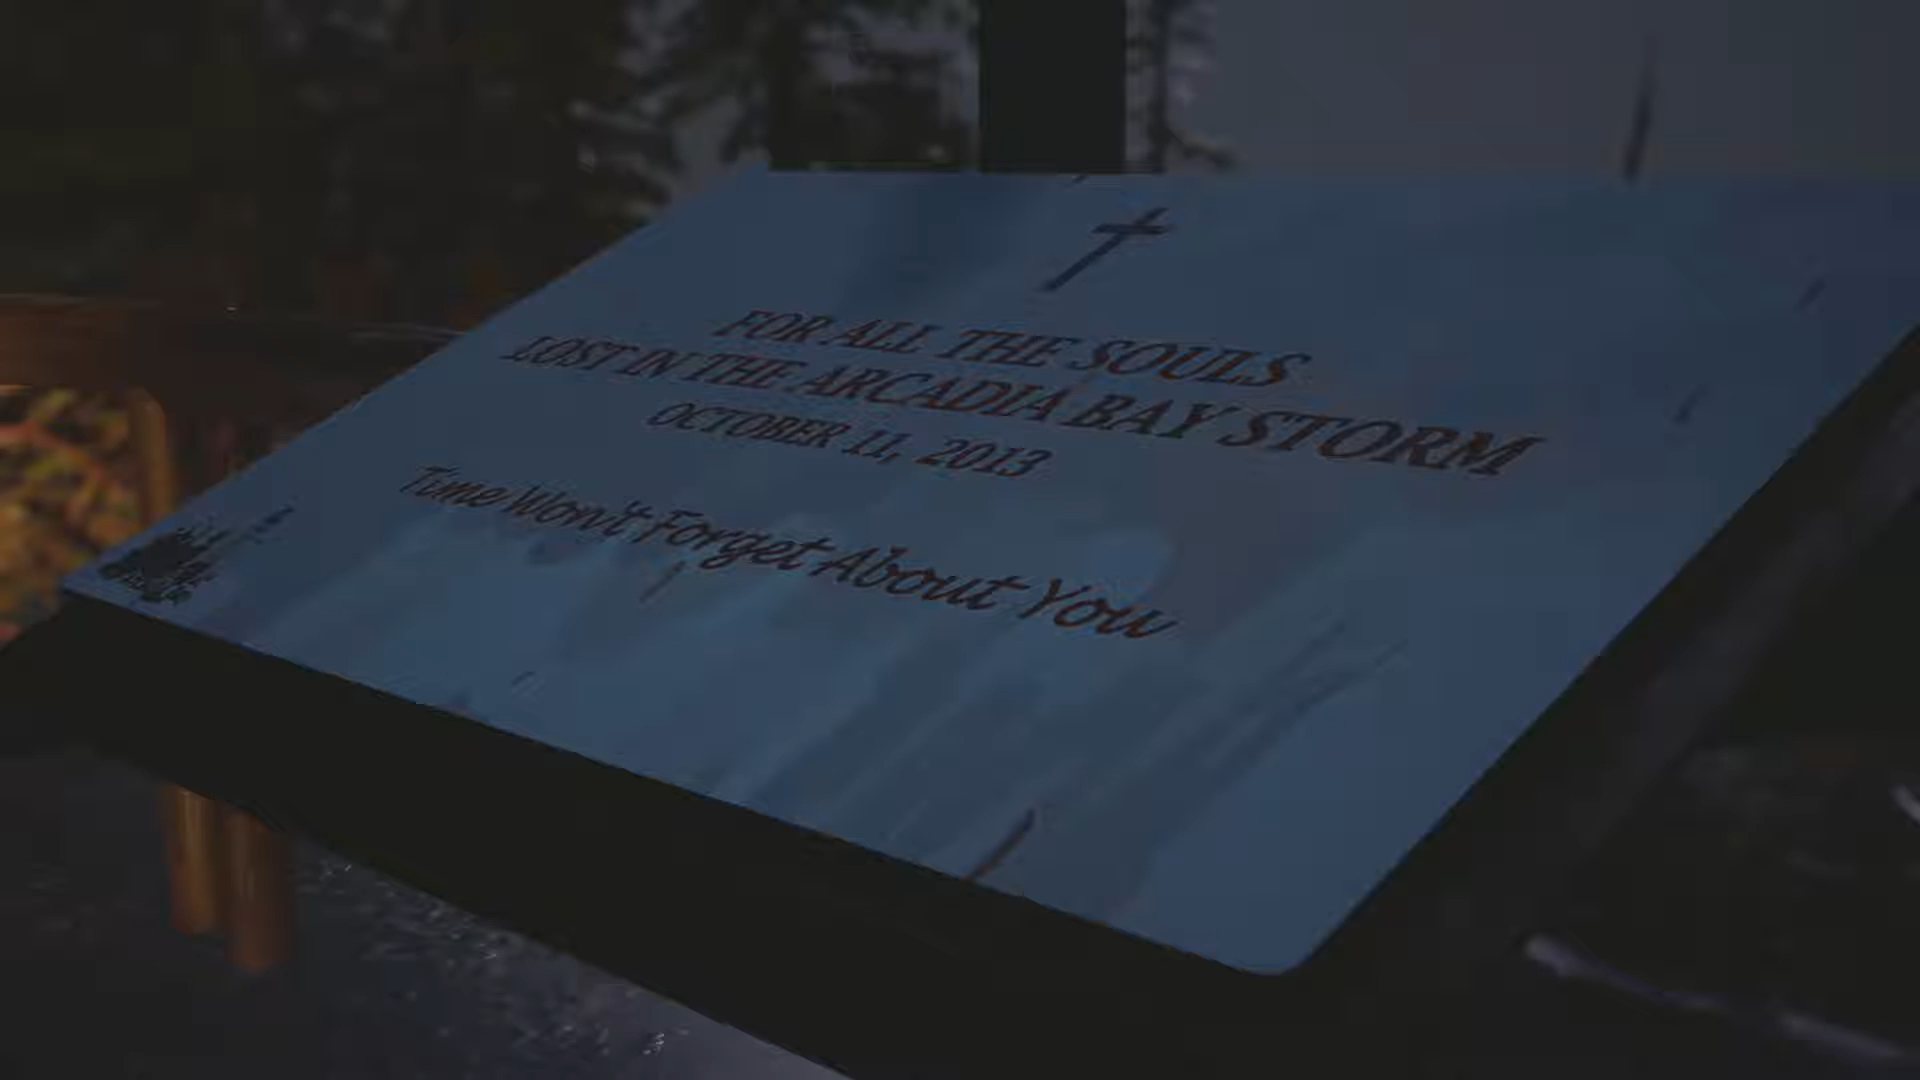 FOR ALL THE SOULS
LOST IN THE ARCADIA BAY STORM
OCTOBER 11, 2013
Time Won't Forget About You